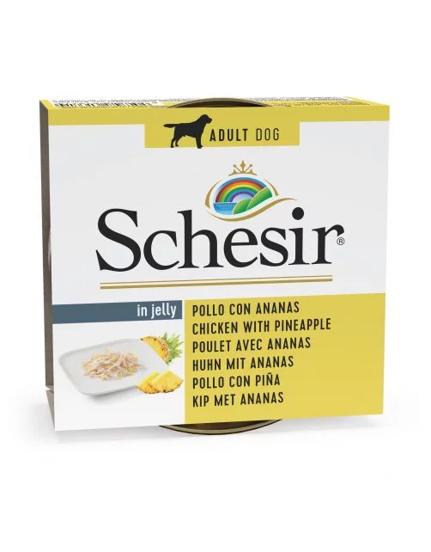 ADULT DOG
Schesir®
in jelly
POLLO CON ANANAS
CHICKEN WITH PINEAPPLE
POULET AVEC ANANAS
HUHN MIT ANANAS
POLLO CON PIÑA
KIP MET ANANAS